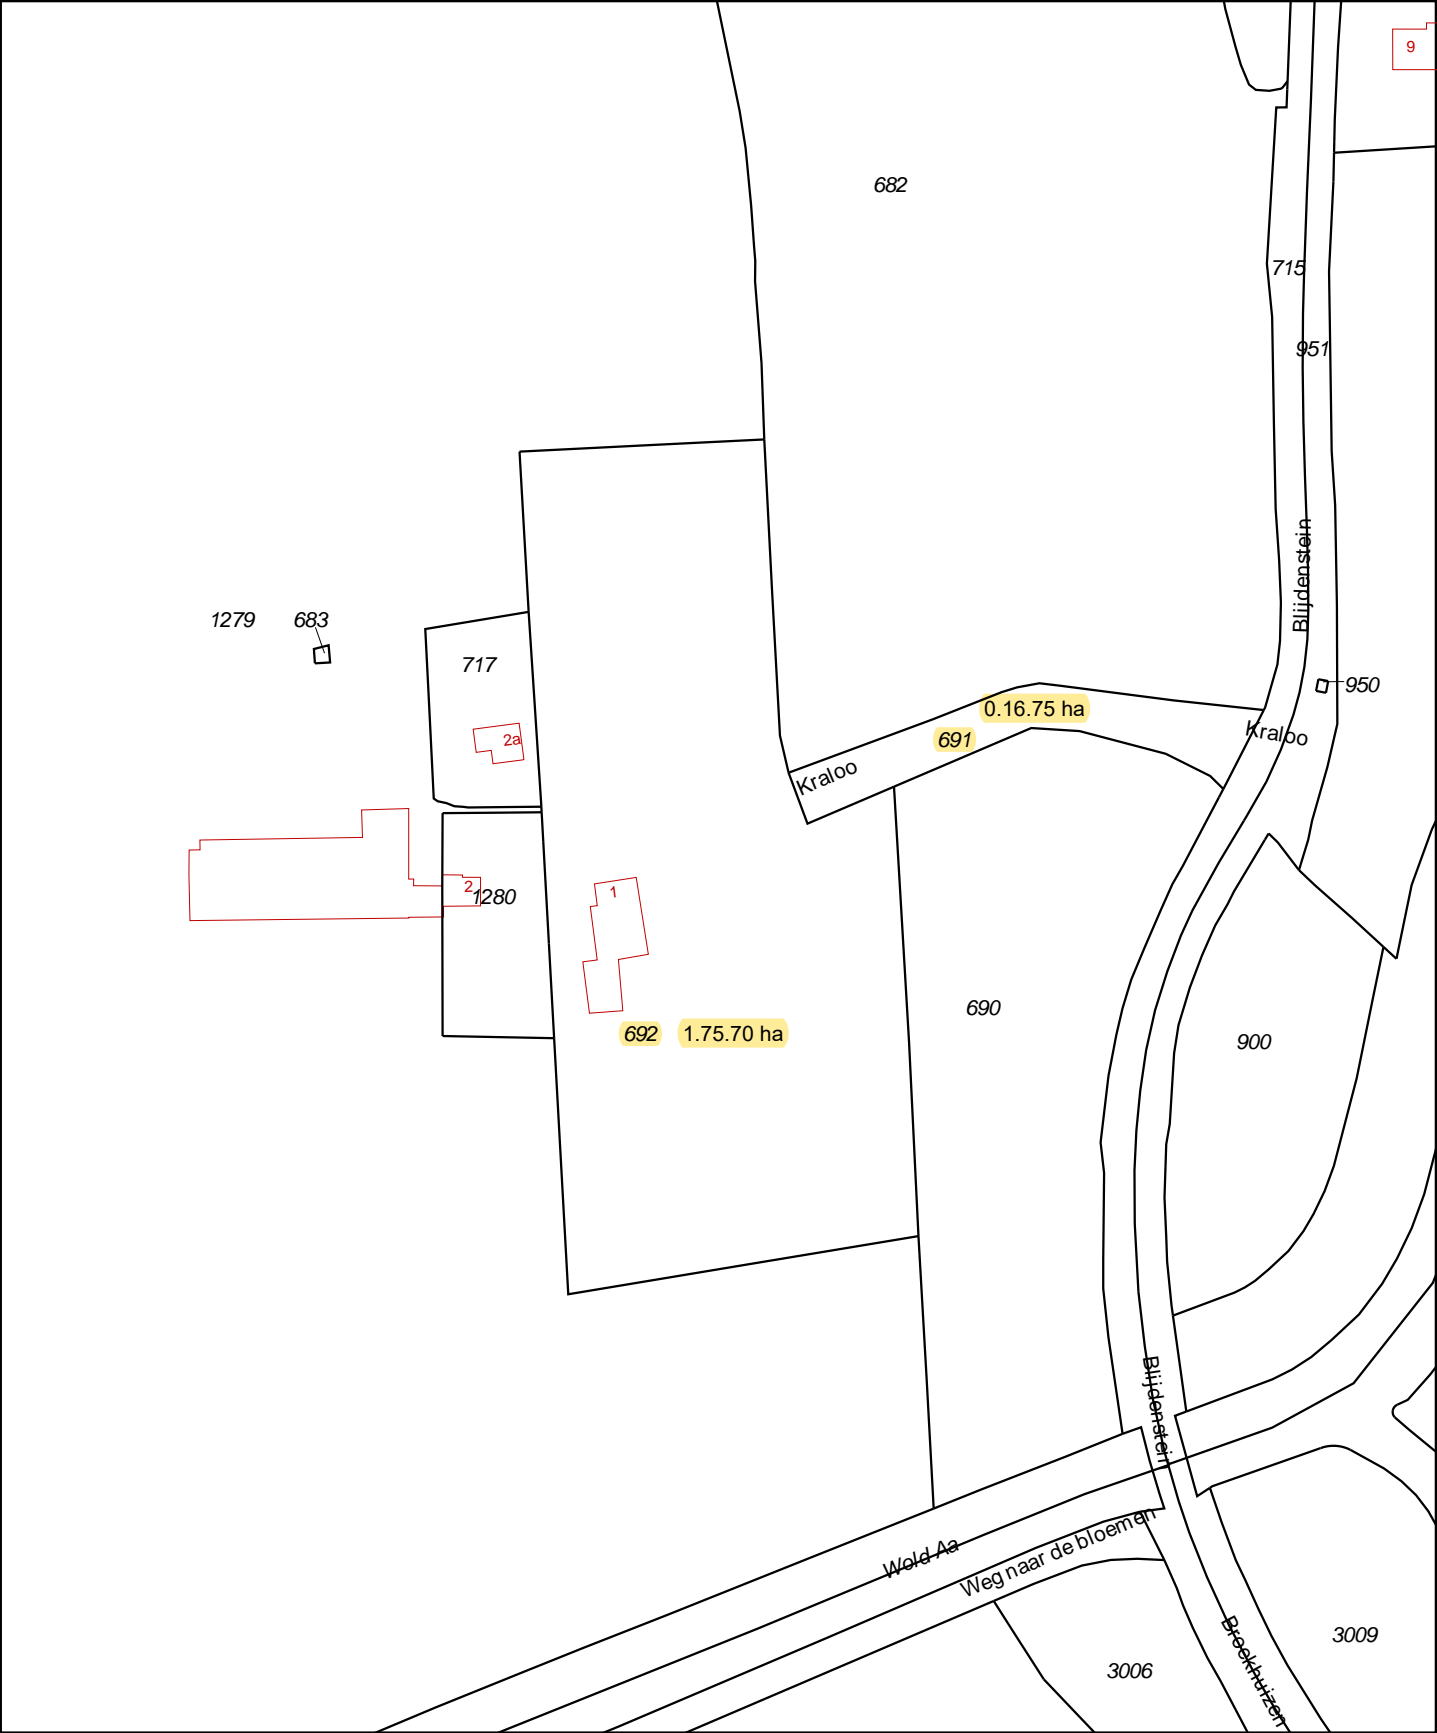 9
682
715
951
Blijdenstein
1279
683
717
950
0.16.75 ha
691
Kraloo
2a
Kraloo
2
1280
1
690
692
1.75.70 ha
900
Blijdenstein
Wold Aa
Weg naar de bloemen
Broekhuizen
3009
3006